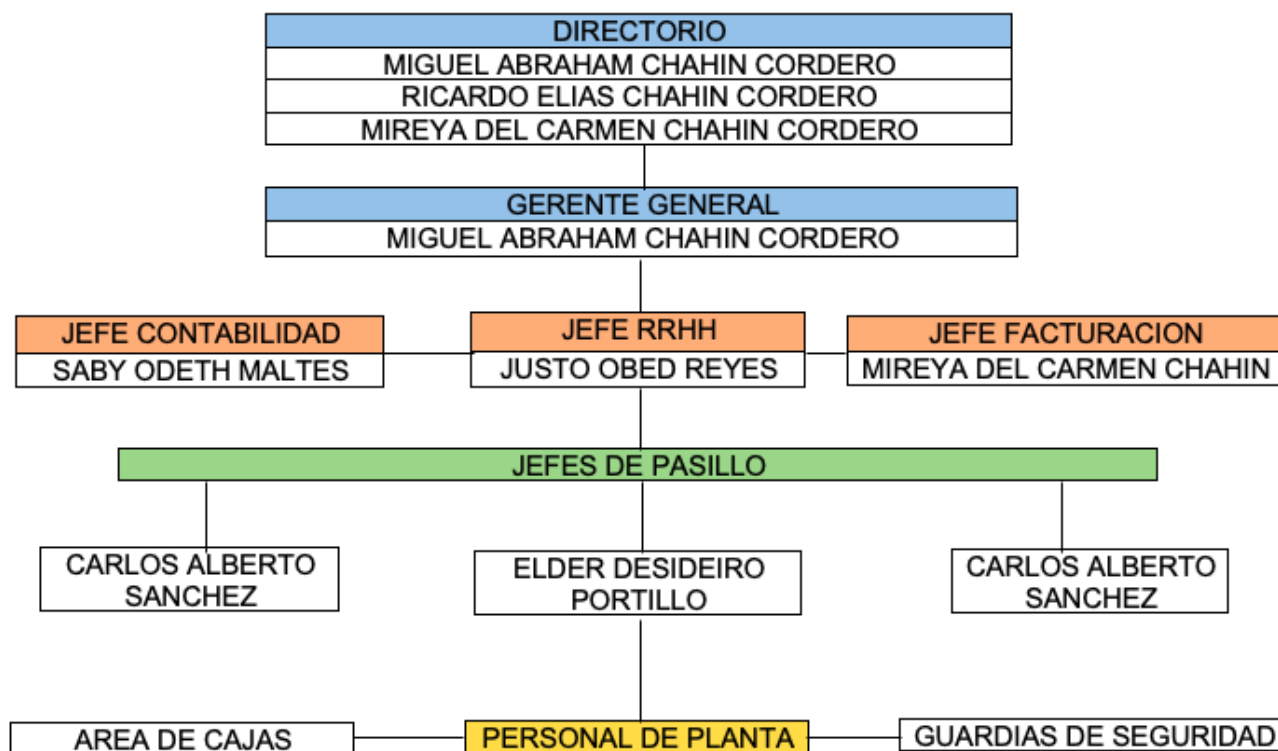 DIRECTORIO
MIGUEL ABRAHAM CHAHIN CORDERO
RICARDO ELIAS CHAHIN CORDERO
MIREYA DEL CARMEN CHAHIN CORDERO
GERENTE GENERAL
MIGUEL ABRAHAM CHAHIN CORDERO
JEFE CONTABILIDAD
SABY ODETH MALTES
JEFE RRHH
JUSTO OBED REYES
JEFE FACTURACION
MIREYA DEL CARMEN CHAHIN
JEFES DE PASILLO
CARLOS ALBERTO
SANCHEZ
ELDER DESIDEIRO
PORTILLO
CARLOS ALBERTO
SANCHEZ
AREA DE CAJAS
PERSONAL DE PLANTA
GUARDIAS DE SEGURIDAD